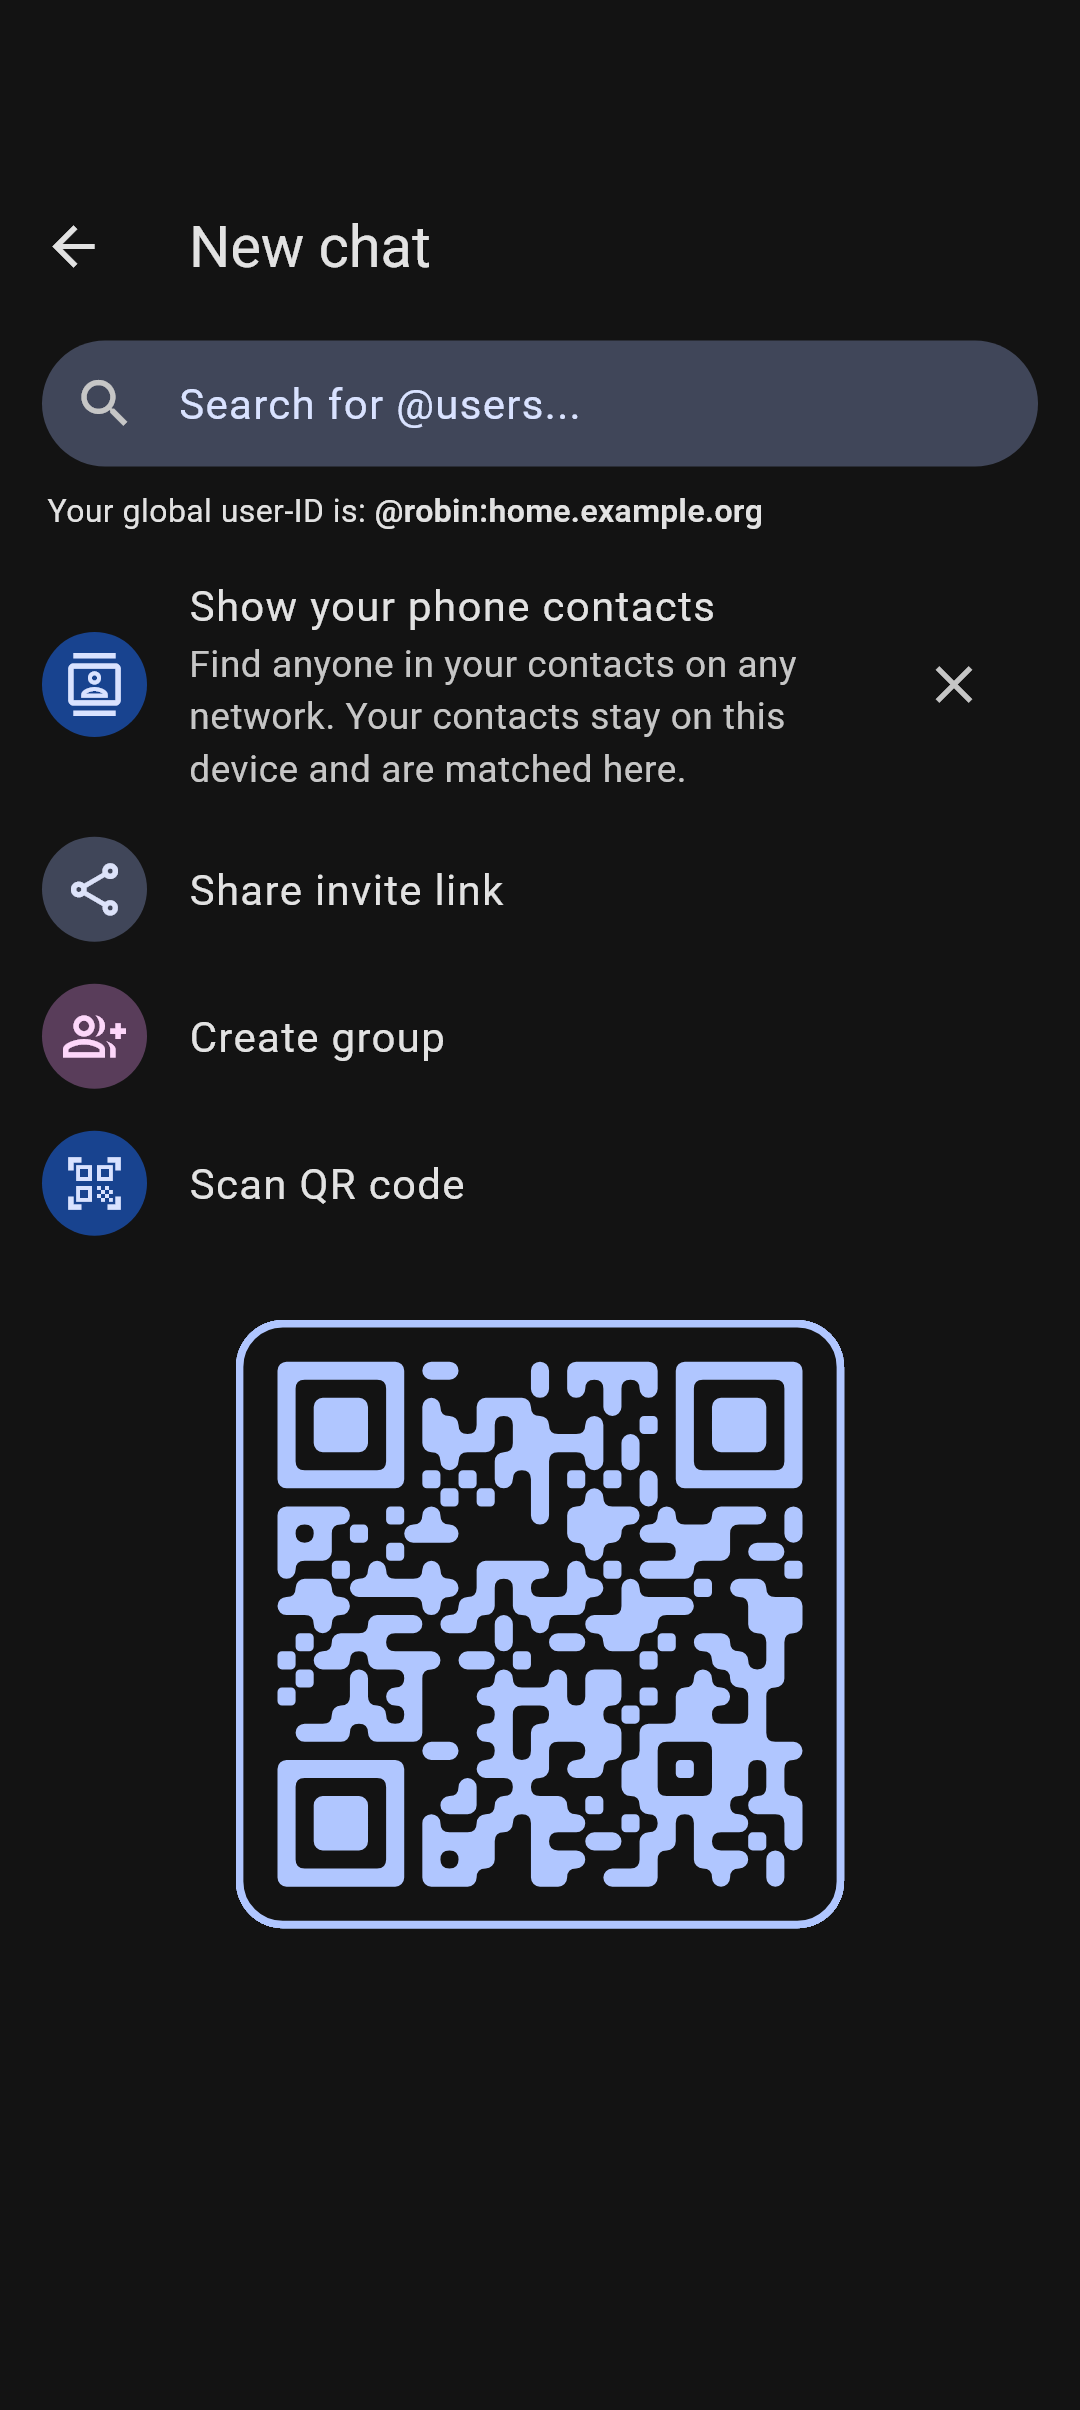 New chat
Search for @users...
Your global user-ID is: @robin:home.example.org
Show your phone contacts
Find anyone in your contacts on any
network. Your contacts stay on this
device and are matched here.
Share invite link
Create group
Scan QR code